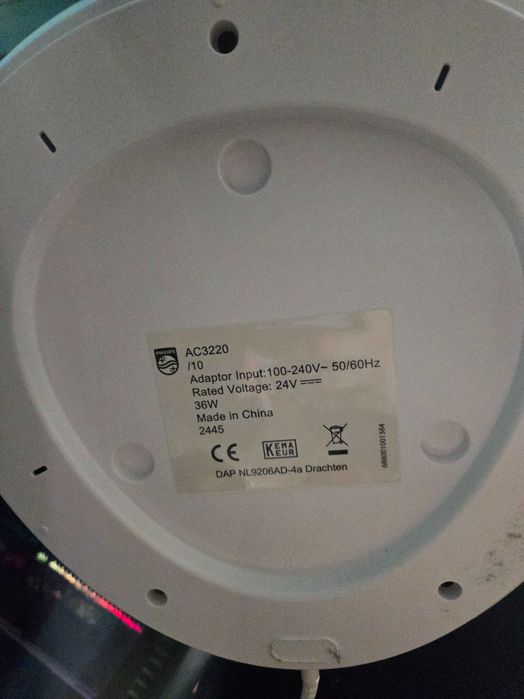 PHILIPS
AC3220
/10
Adaptor Input:100-240V~ 50/60Hz
Rated Voltage: 24V
36W
Made in China
2445
CE
KEMA
KEUR
DAP NL9206AD-4a Drachten
688001001384